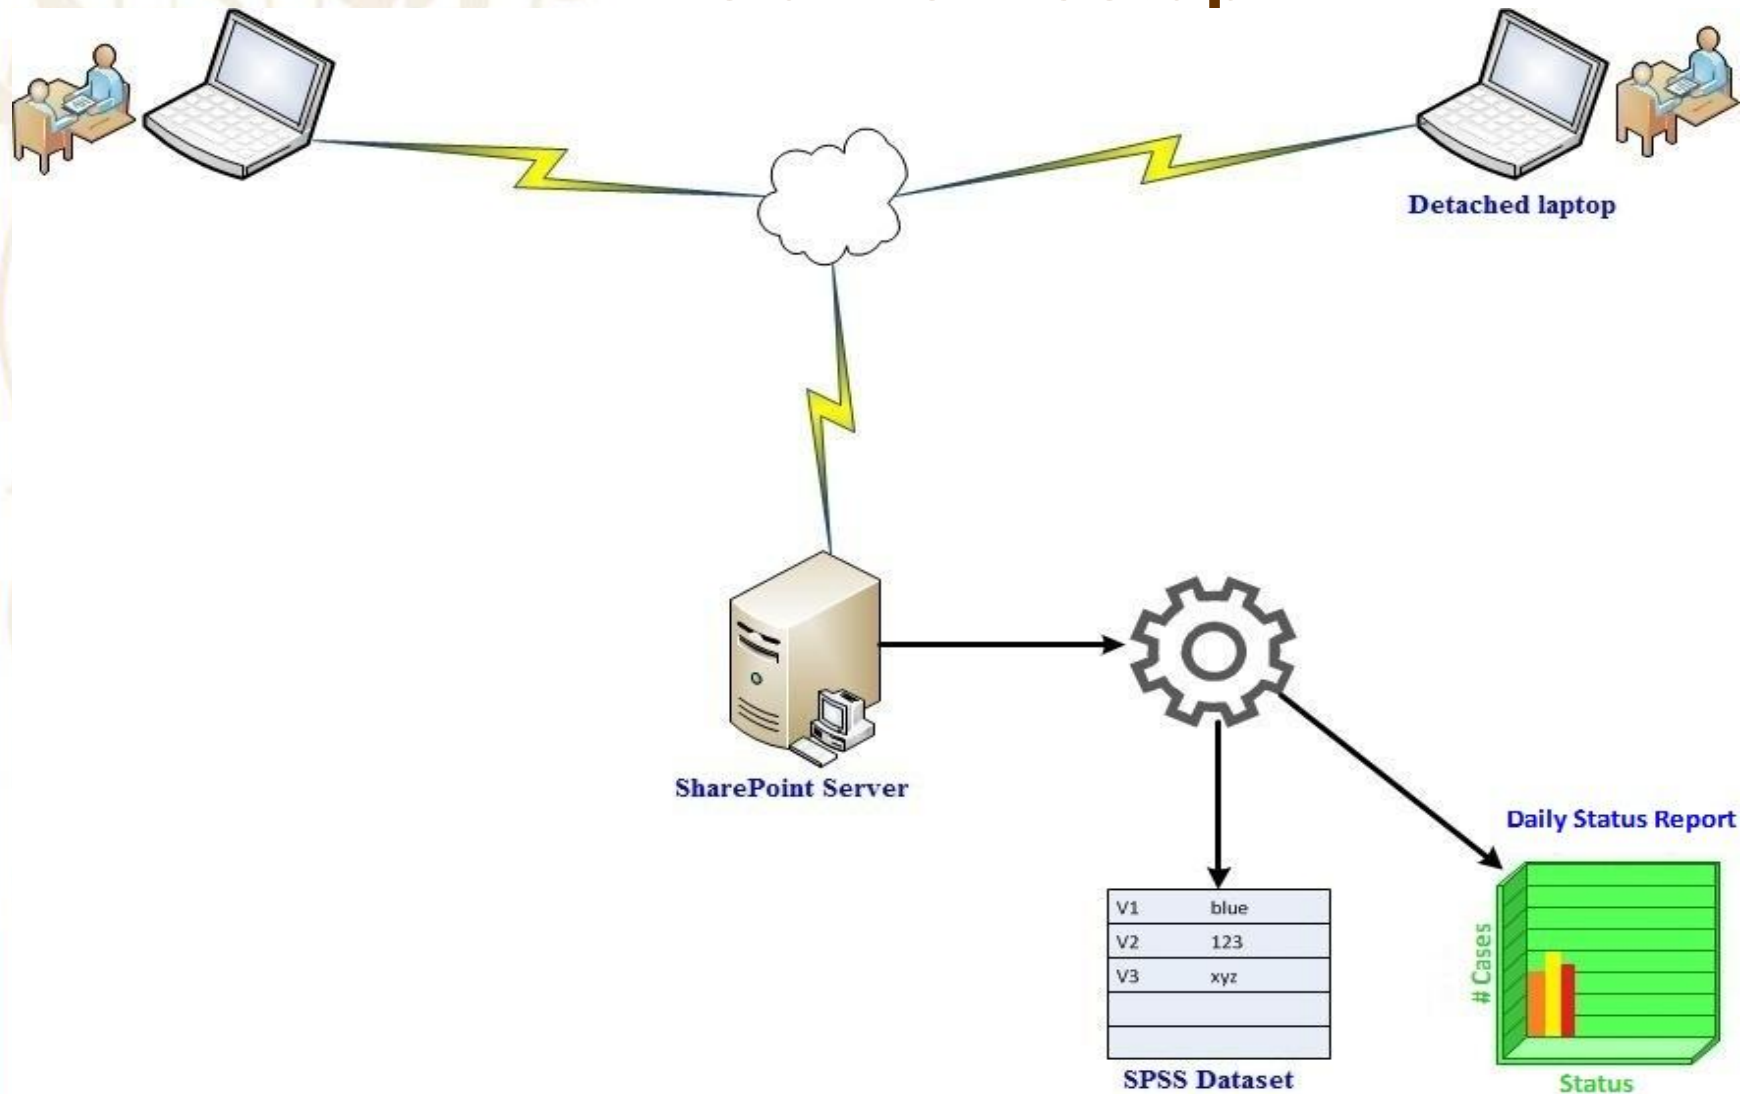 Detached laptop
SharePoint Server
Daily Status Report
V1 blue
V2 123
V3 xyz
# Cases
SPSS Dataset
Status